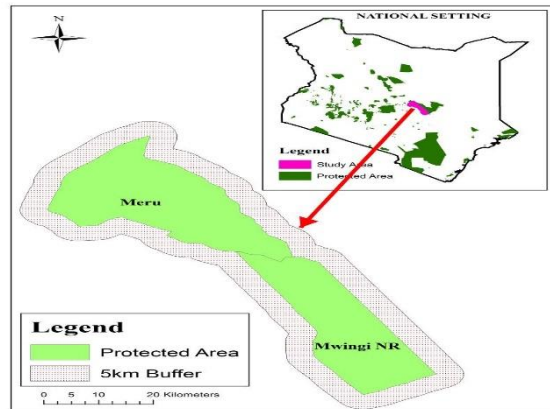 N
NATIONAL SETTING
Legend
Study Area
Protected Area
Meru
Mwingi NR
Legend
Protected Area
5km Buffer
0 5 10 20 Kilometers